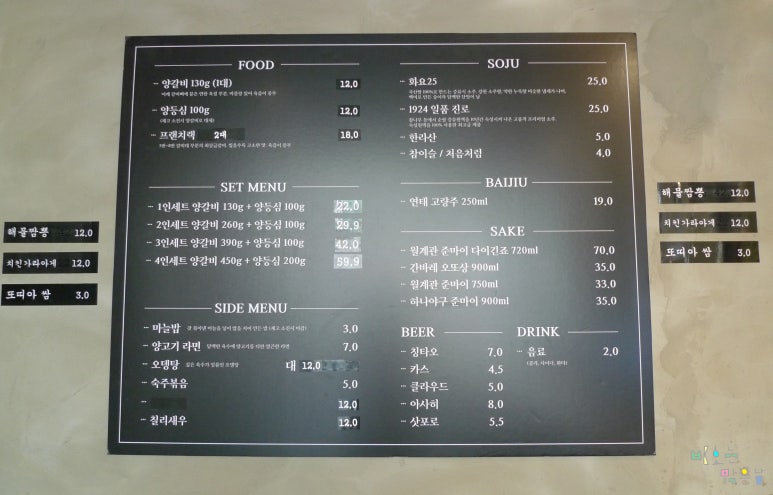 FOOD
양갈비 130g (1대) 12,0
양등심 100g 12,0
프랜치랙 2대 18,0
SET MENU
1인세트 양갈비 130g + 양등심 100g 22,0
2인세트 양갈비 260g + 양등심 100g 29,9
3인세트 양갈비 390g + 양등심 100g 42,0
4인세트 양갈비 450g + 양등심 200g 59,9
SIDE MENU
마늘밥 3,0
양고기 라면 7,0
오뎅탕 대 12,0
숙주볶음 5,0
12,0
칠리새우 12,0
SOJU
화요25 25,0
1924 일품 진로 25,0
한라산 5,0
참이슬 / 처음처럼 4,0
BAIJIU
연태 고량주 250ml 19,0
SAKE
월계관 준마이 타이긴죠 720ml 70,0
간바레 오또상 900ml 35,0
월계관 준마이 750ml 33,0
하나야구 준마이 900ml 35,0
BEER
칭타오 7,0
카스 4,5
클라우드 5,0
아사히 8,0
삿포로 5,5
DRINK
음료 2,0
(콜라, 사이다, 환타)
해물짬뽕 12,0
치킨가라아게 12,0
또띠아 쌈 3,0
해물짬뽕 12,0
치킨가라아게 12,0
또띠아 쌈 3,0